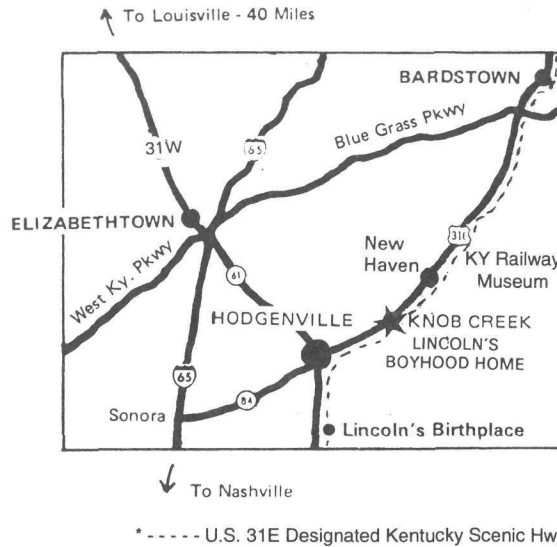 To Louisville - 40 Miles
BARDSTOWN
31W
65
Blue Grass Pkwy
ELIZABETHTOWN
31E
West Ky. Pkwy
New
Haven
KY Railway
Museum
61
HODGENVILLE
KNOB CREEK
LINCOLN'S
BOYHOOD HOME
65
84
Sonora
Lincoln's Birthplace
To Nashville
* - - - - - U.S. 31E Designated Kentucky Scenic Hw